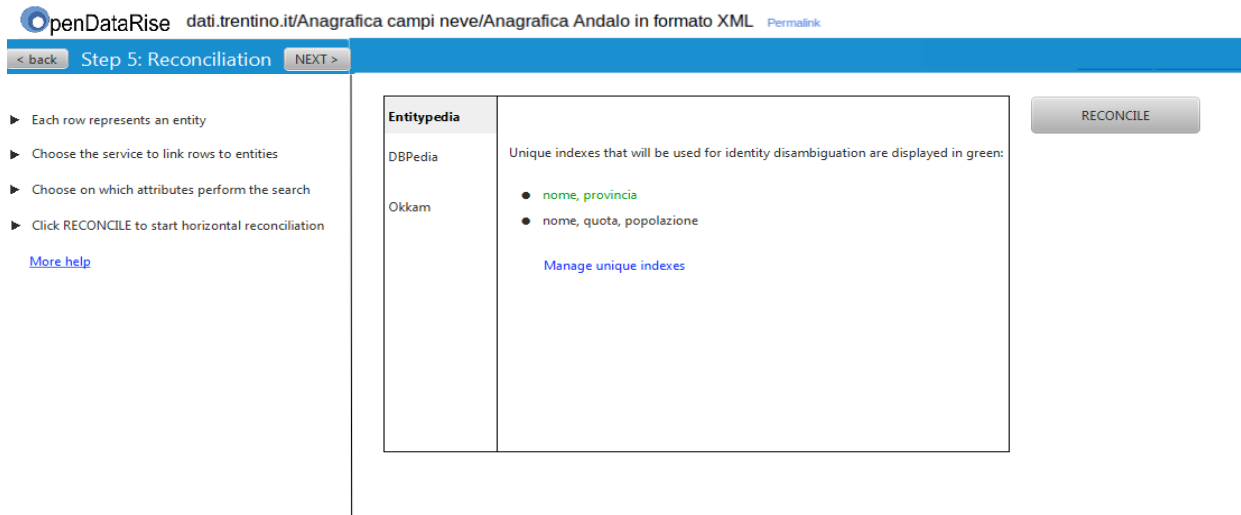 OpenDataRise dati.trentino.it/Anagrafica campi neve/Anagrafica Andalo in formato XML Permalink
< back Step 5: Reconciliation NEXT >
Each row represents an entity
Choose the service to link rows to entities
Choose on which attributes perform the search
Click RECONCILE to start horizontal reconciliation
More help
Entitypedia
DBPedia
Okkam
Unique indexes that will be used for identity disambiguation are displayed in green:
nome, provincia
nome, quota, popolazione
Manage unique indexes
RECONCILE